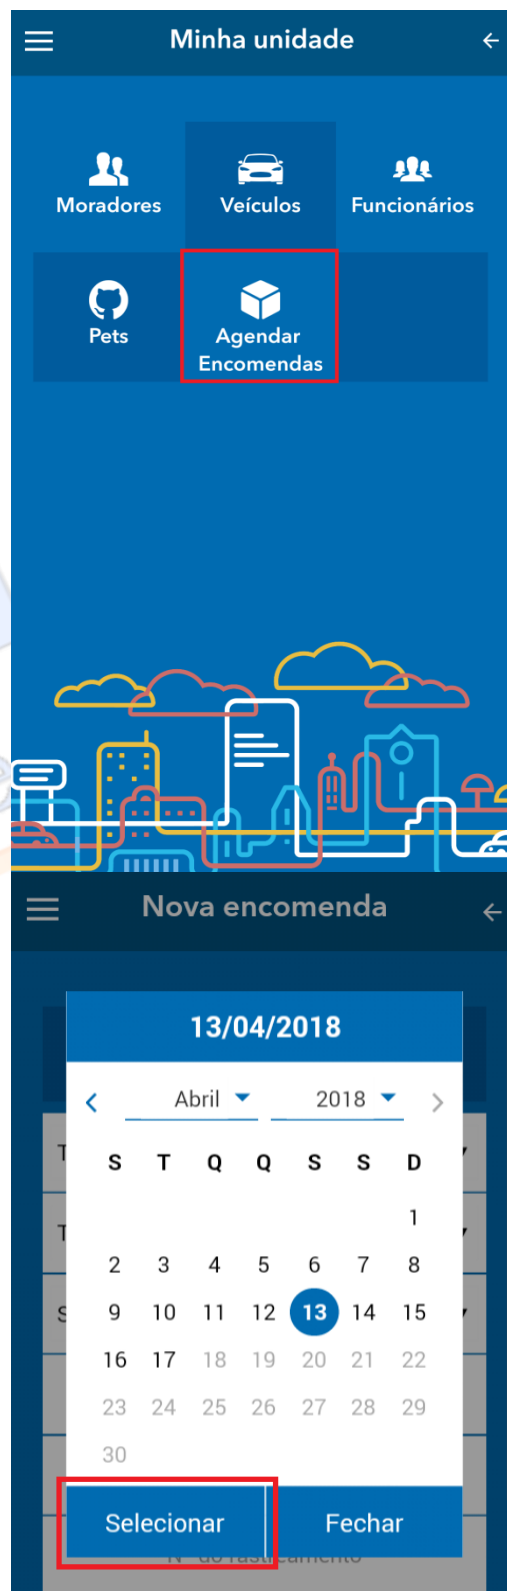 Minha unidade
Moradores
Veículos
Funcionários
Pets
Agendar
Encomendas
Nova encomenda
13/04/2018
Abril 2018
S T Q Q S S D
1
2 3 4 5 6 7 8
9 10 11 12 13 14 15
16 17 18 19 20 21 22
23 24 25 26 27 28 29
30
Selecionar Fechar